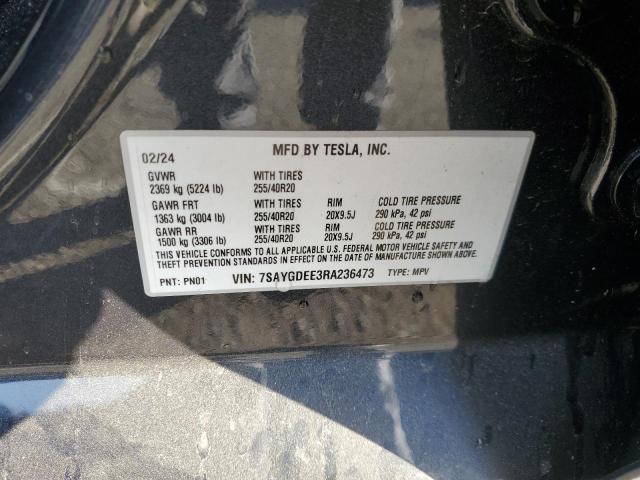 02/24 MFD BY TESLA, INC.
GVWR WITH TIRES
2369 kg (5224 lb) 255/40R20
GAWR FRT WITH TIRES RIM COLD TIRE PRESSURE
1363 kg (3004 lb) 255/40R20 20X9.5J 290 kPa, 42 psi
GAWR RR WITH TIRES RIM COLD TIRE PRESSURE
1500 kg (3306 lb) 255/40R20 20X9.5J 290 kPa, 42 psi
THIS VEHICLE CONFORMS TO ALL APPLICABLE U.S. FEDERAL MOTOR VEHICLE SAFETY AND
THEFT PREVENTION STANDARDS IN EFFECT ON THE DATE OF MANUFACTURE SHOWN ABOVE.
PNT: PN01 VIN: 7SAYGDEE3RA236473 TYPE: MPV